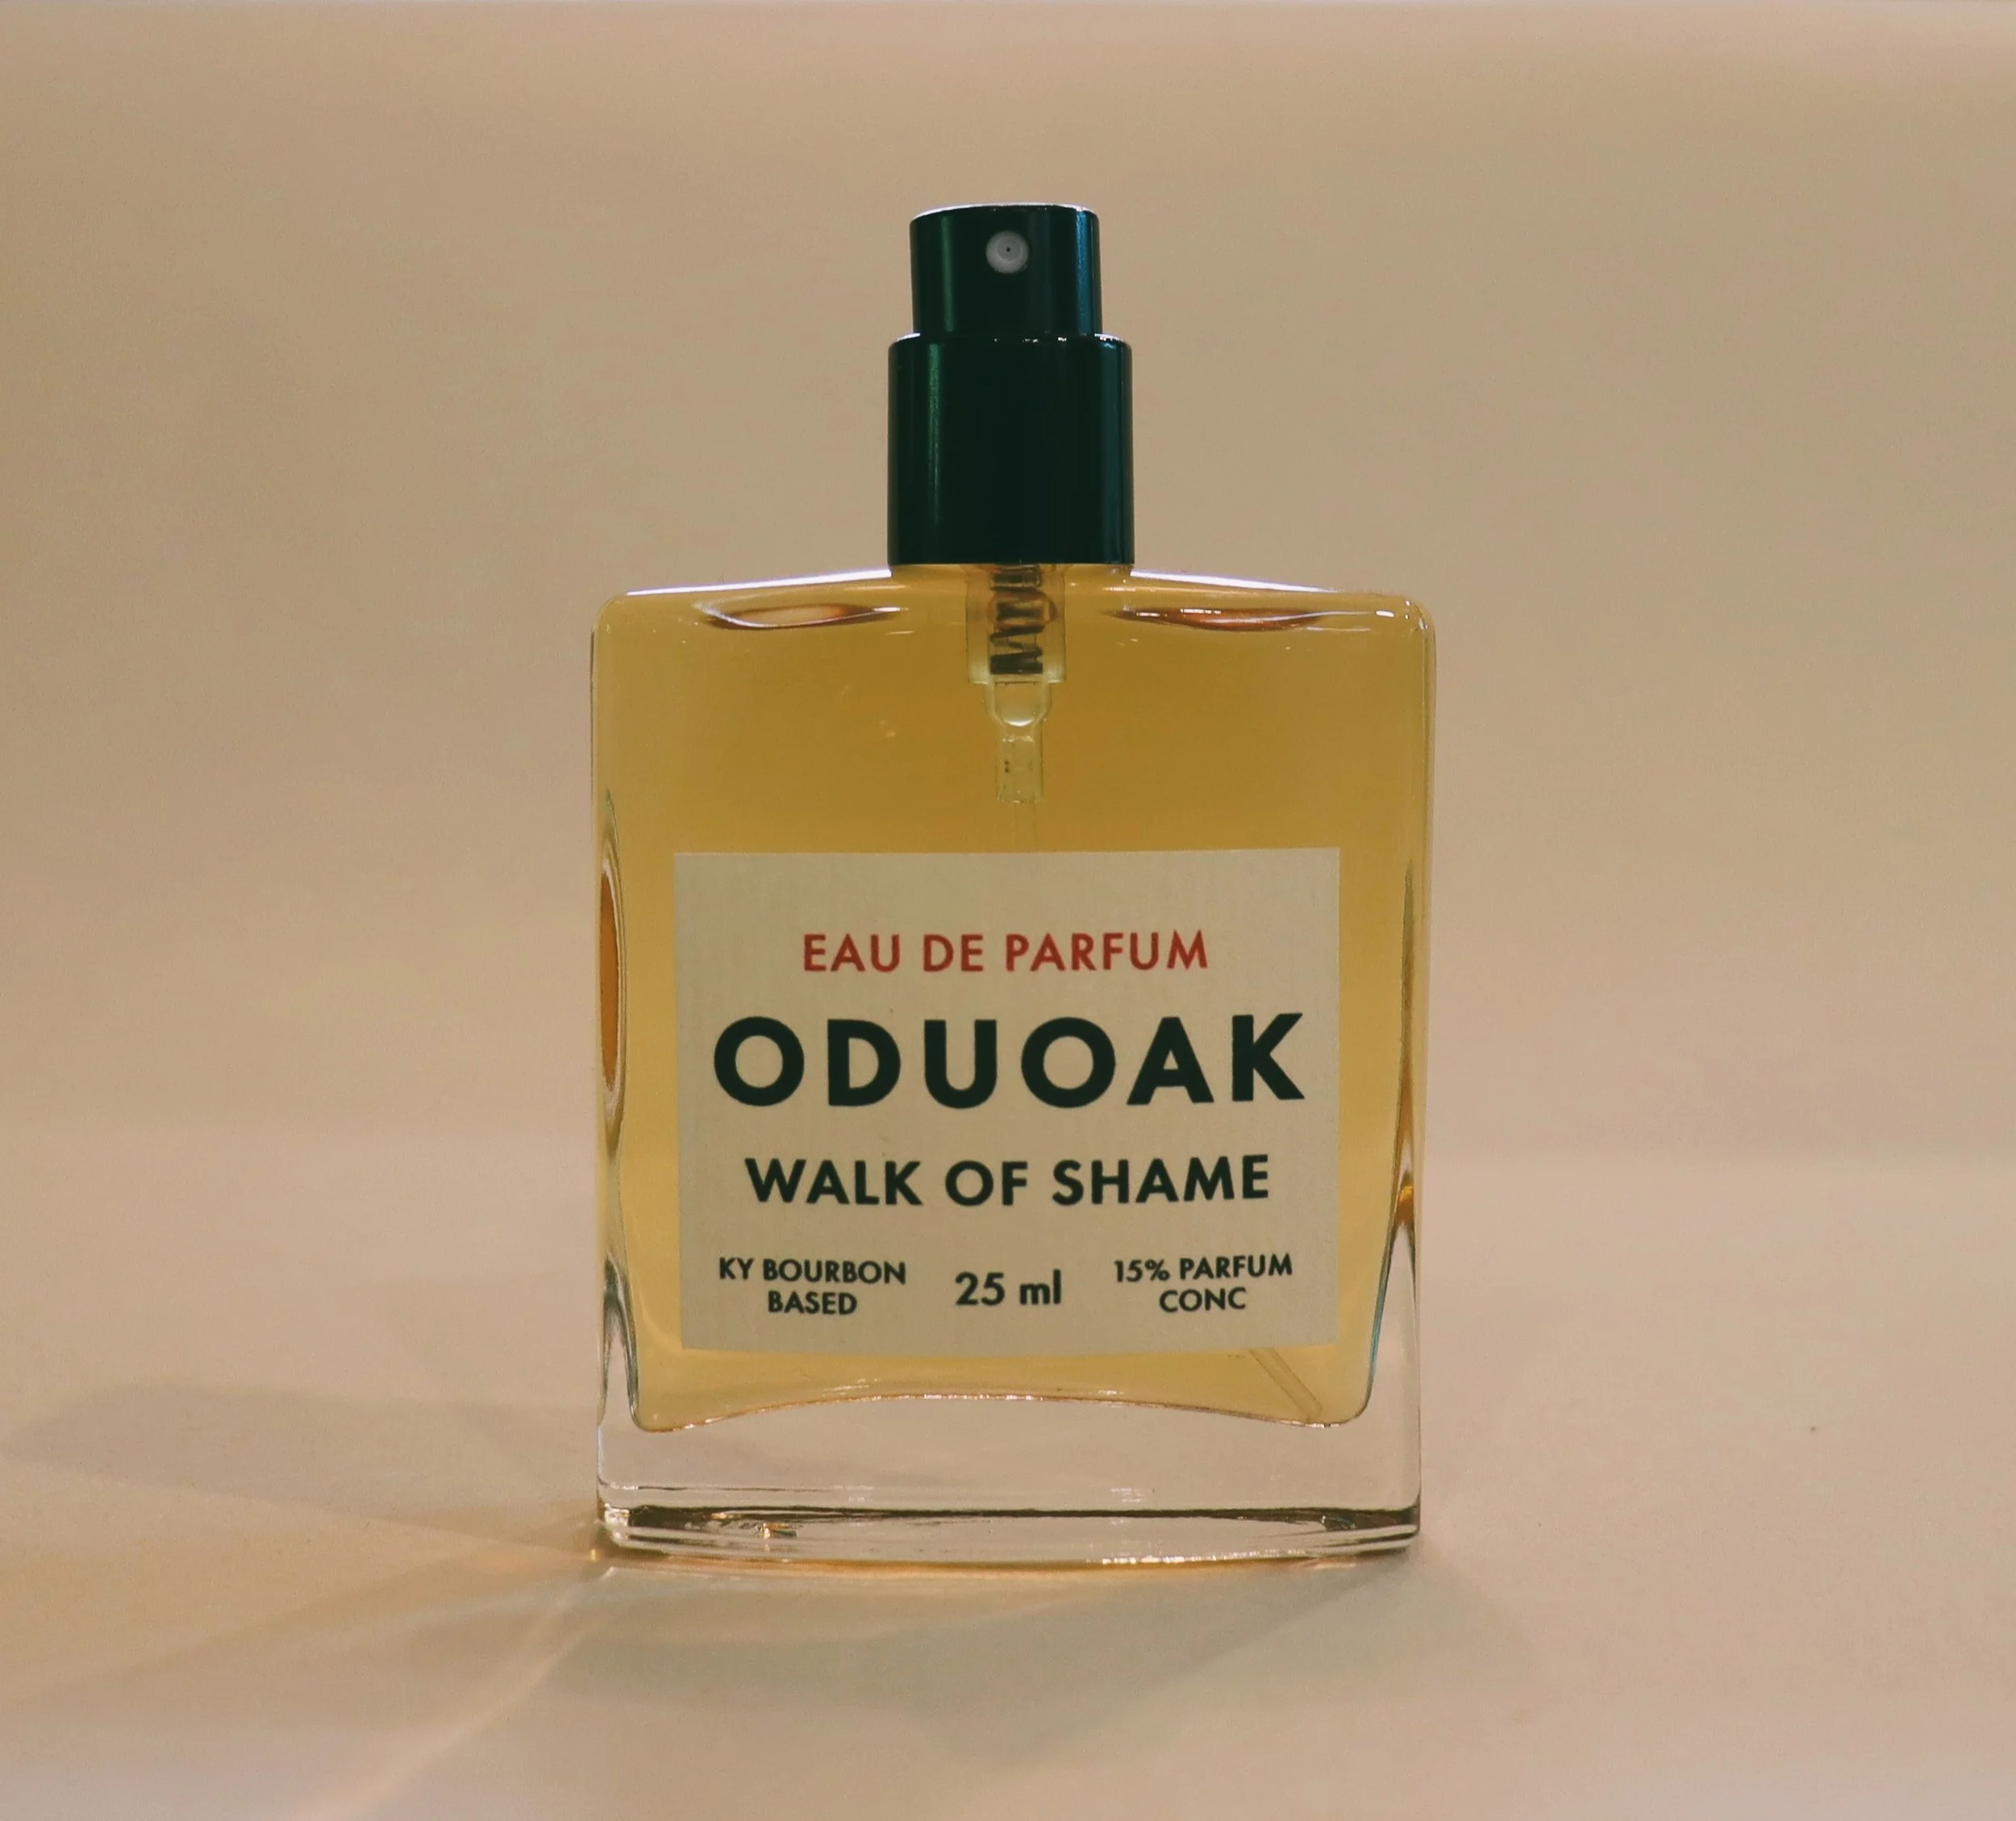 EAU DE PARFUM
ODUOAK
WALK OF SHAME
KY BOURBON
BASED
25 ml
15% PARFUM
CONC